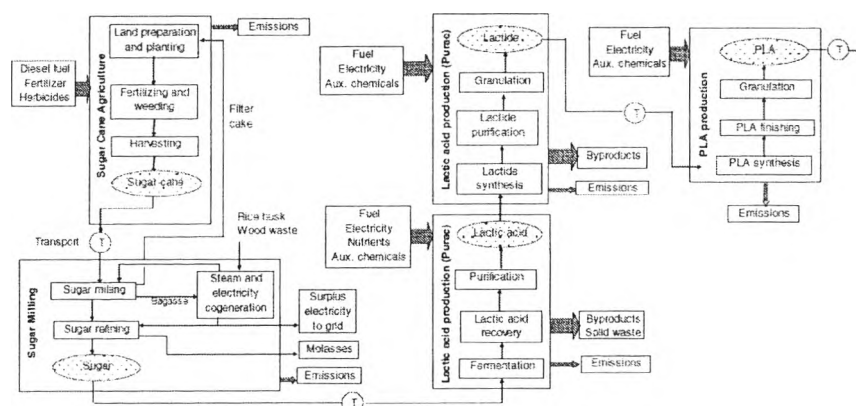 Land preparation
and planting
Emissions
Diesel fuel
Fertilizer
Herbicides
Fertilizing and
weeding
Harvesting
Sugar-cane
Sugar Cane Agriculture
Filter
cake
Transport
T
Rice husk
Wood waste
Sugar milling
Bagasse
Steam and
electricity
cogeneration
Sugar refining
Surplus
electricity
to grid
Molasses
Sugar
Emissions
Sugar Milling
T
Fuel
Electricity
Aux. chemicals
Lactide
Granulation
Lactide
purification
Lactide
synthesis
Lactic acid production (Purac)
Byproducts
Emissions
Fuel
Electricity
Nutrients
Aux. chemicals
Lactic acid
Purification
Lactic acid
recovery
Fermentation
Lactic acid production (Purac)
Byproducts
Solid waste
Emissions
T
Fuel
Electricity
Aux. chemicals
PLA
Granulation
PLA finishing
PLA synthesis
PLA production
Emissions
T